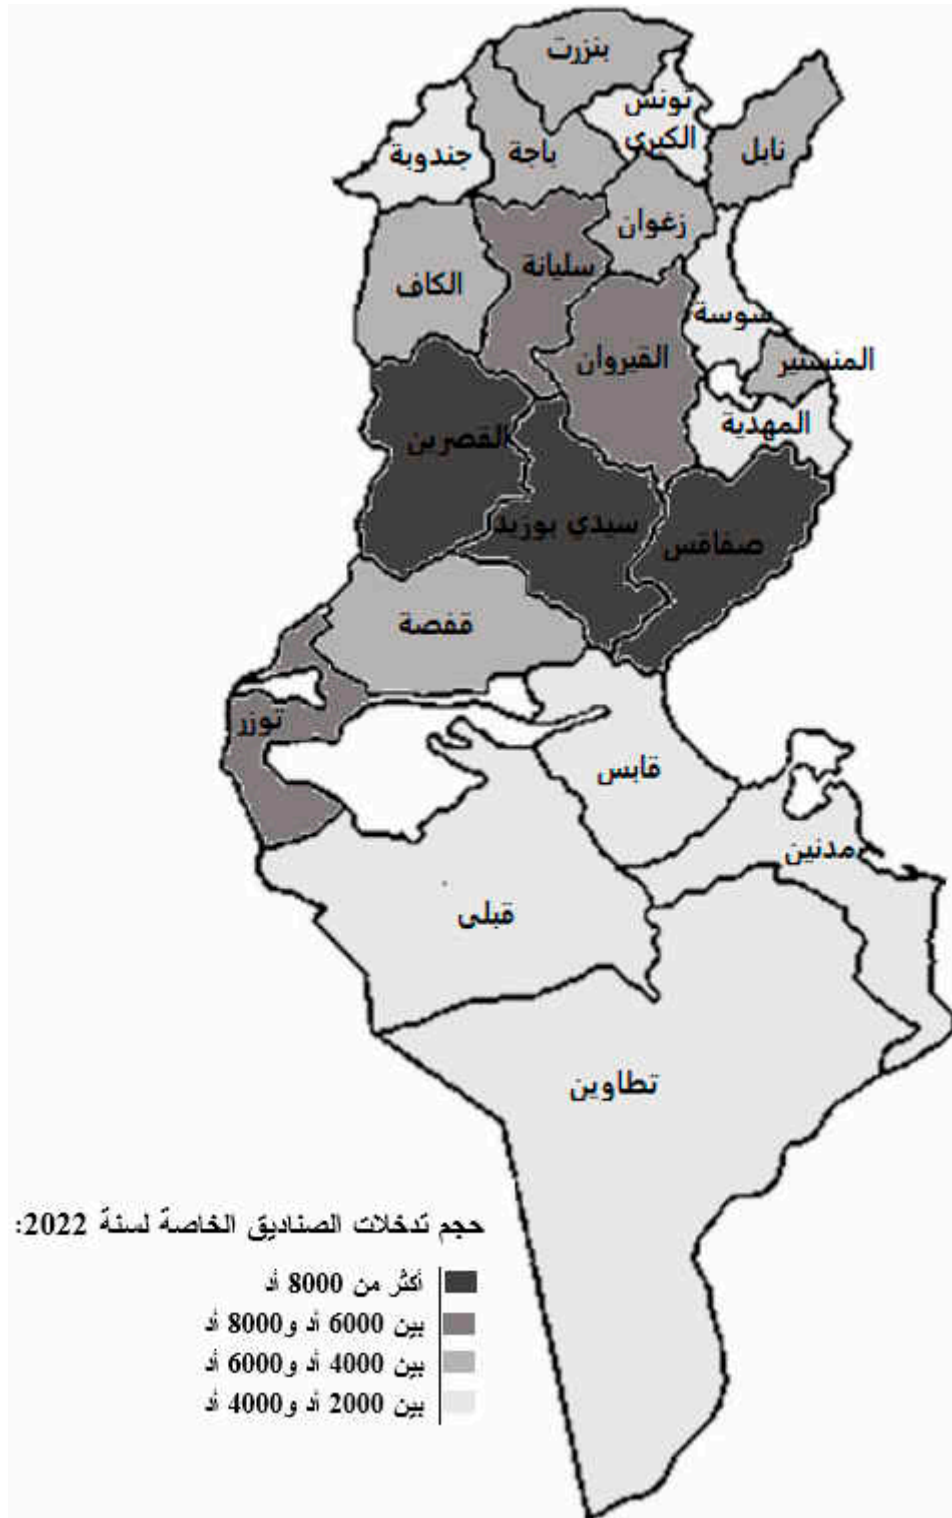 بنزرت
تونس
الكبرى
نابل
باجة
جندوبة
زغوان
سليانة
الكاف
سوسة
القيروان
المنستير
المهدية
القصرين
سيدي بوزيد
صفاقس
قفصة
توزر
قابس
مدنين
قبلي
تطاوين
حجم تدخلات الصناديق الخاصة لسنة 2022:
أكثر من 8000 أد
بين 6000 أد و8000 أد
بين 4000 أد و6000 أد
بين 2000 أد و4000 أد